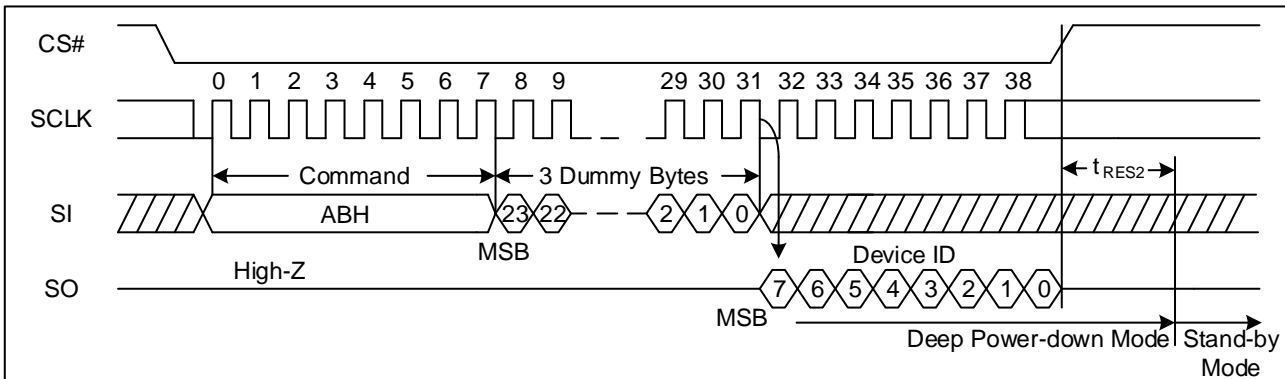 CS#
0 1 2 3 4 5 6 7 8 9 29 30 31 32 33 34 35 36 37 38
SCLK
Command 3 Dummy Bytes tRES2
SI ABH 23 22 2 1 0
MSB
High-Z Device ID
SO 7 6 5 4 3 2 1 0
MSB
Deep Power-down Mode Stand-by
Mode